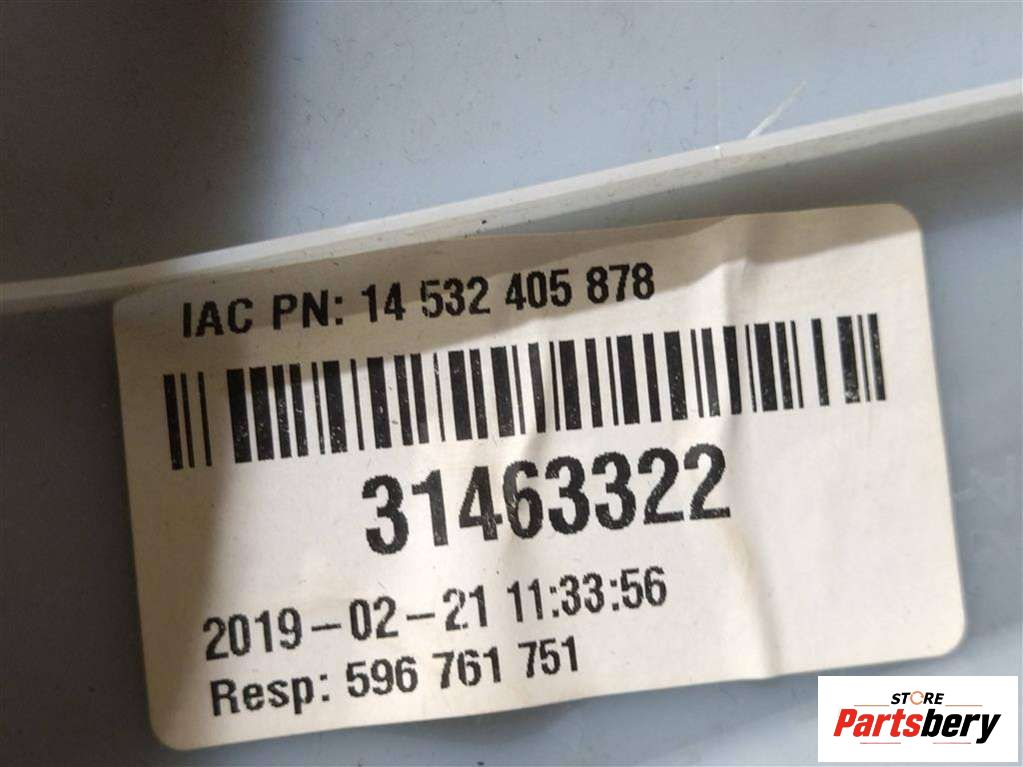 IAC PN: 14 532 405 878
31463322
2019-02-21 11:33:56
Resp: 596 761 751
STORE
Partsbery